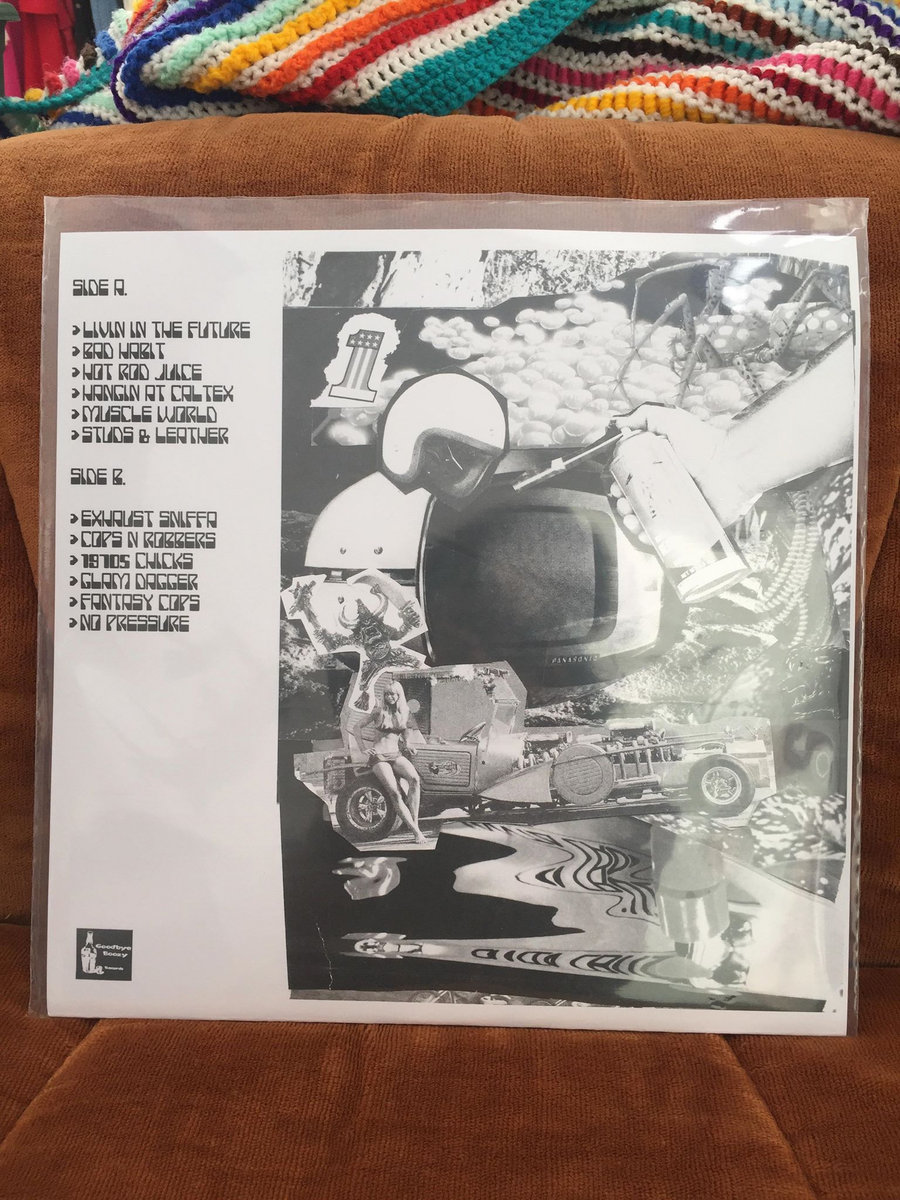 SIDE A.
> LIVIN IN THE FUTURE
> BAD HABIT
> HOT ROD JUICE
> HANGIN AT CALTEX
> MUSCLE WORLD
> STUDS & LEATHER
SIDE B.
> EXHAUST SNIFFA
> COPS N ROBBERS
> 1970S CHICKS
> GLAM DAGGER
> FANTASY COPS
> NO PRESSURE
1
PANASONIC
Goodbye
Boozy
Records